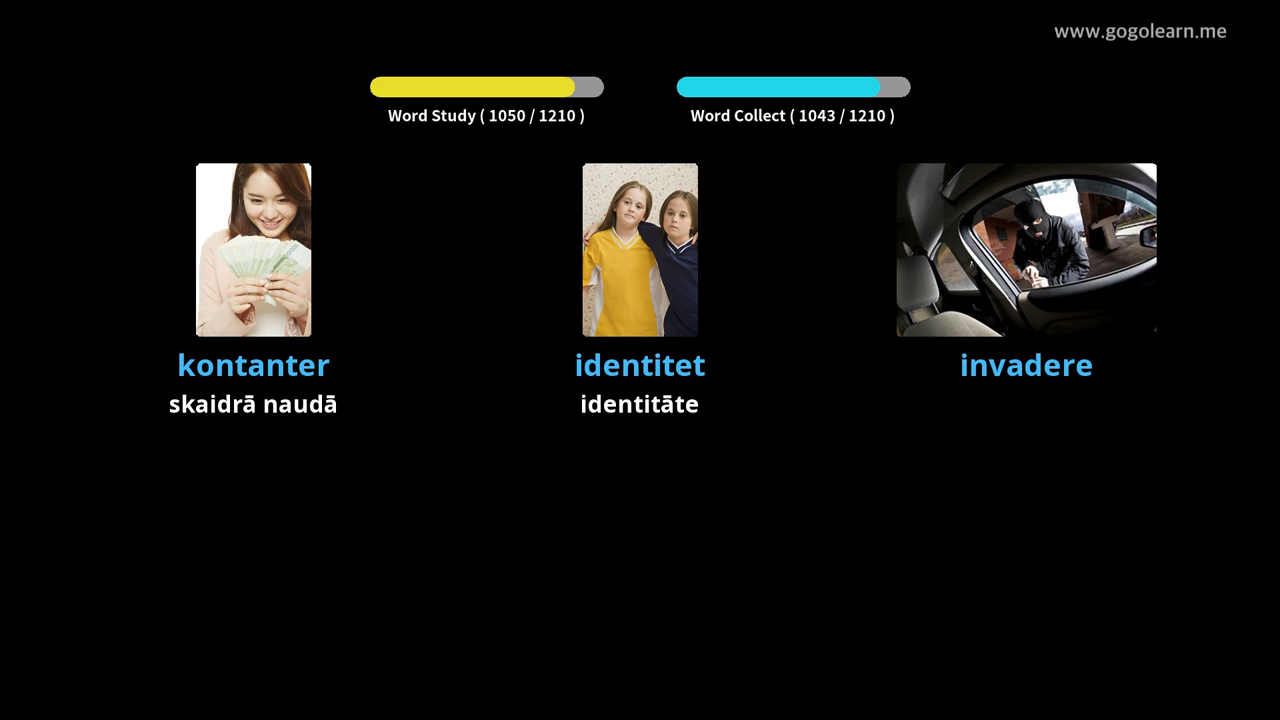 www.gogolearn.me
Word Study ( 1050 / 1210 )
Word Collect ( 1043 / 1210 )
kontanter
identitet
invadere
skaidrā naudā
identitāte